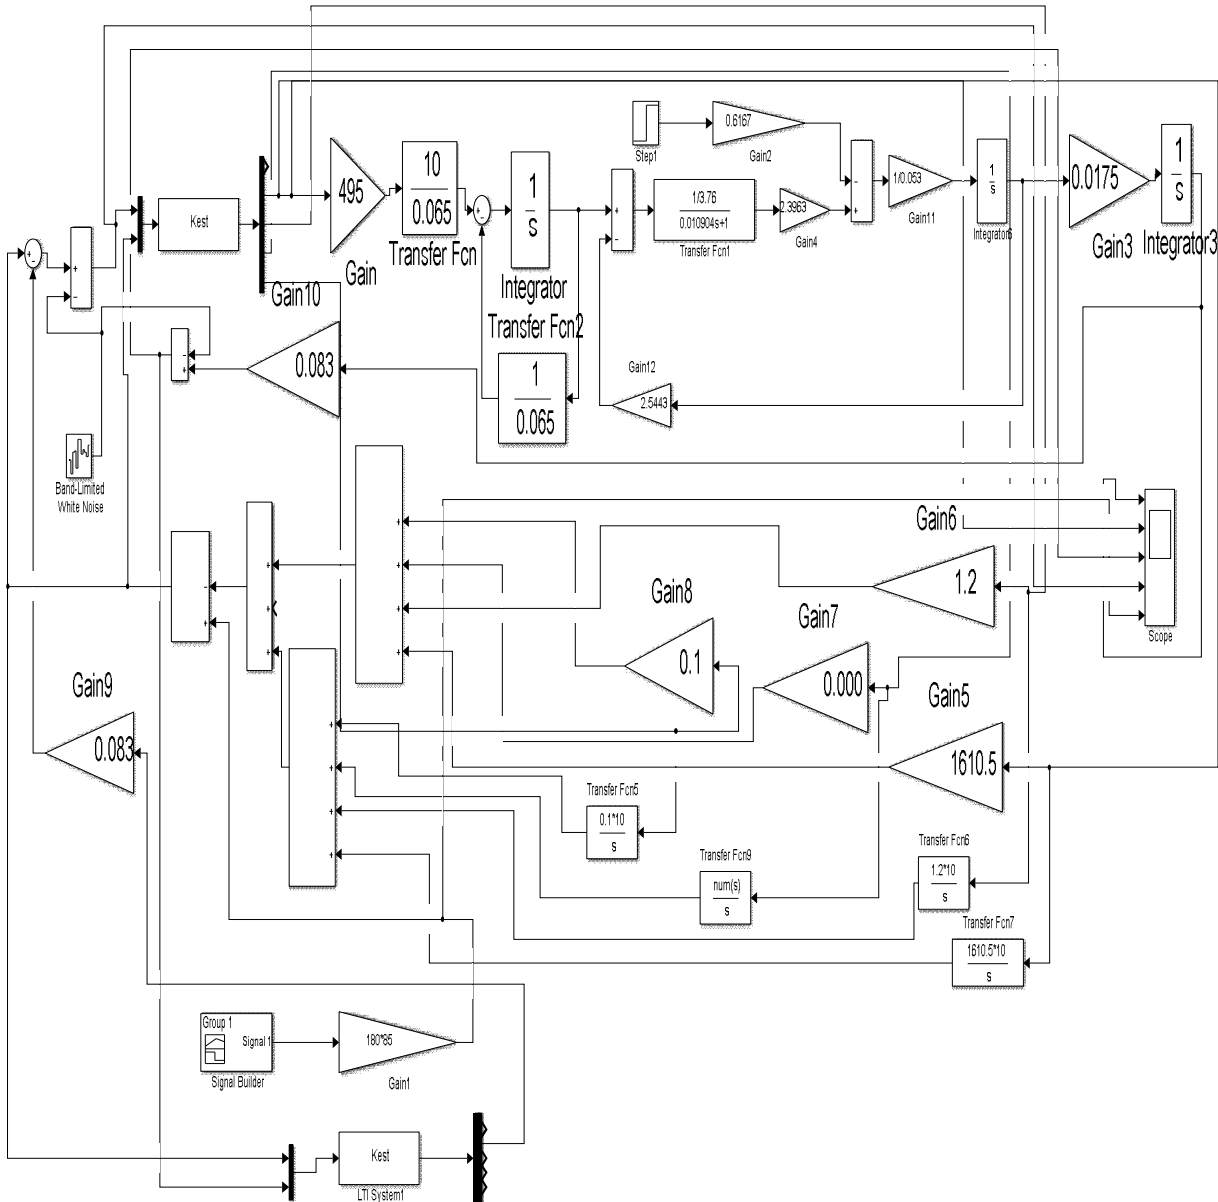 Step1
0.6167
Gain2
Kest
495
Gain
10
0.065
Transfer Fcn
1
s
Integrator
1/3.76
0.010904s+1
Transfer Fcn1
2.3963
Gain4
1/0.053
Gain11
1
s
Integrator6
0.0175
Gain3
1
s
Integrator3
Gain10
0.083
Transfer Fcn2
1
0.065
Gain12
2.5443
Band-Limited
White Noise
Gain6
1.2
Scope
Gain8
0.1
Gain7
0.000
Gain5
1610.5
Gain9
0.083
Transfer Fcn5
0.1*10
s
Transfer Fcn9
num(s)
s
Transfer Fcn6
1.2*10
s
Transfer Fcn7
1610.5*10
s
Group 1
Signal 1
Signal Builder
180*85
Gain1
Kest
LTI System1